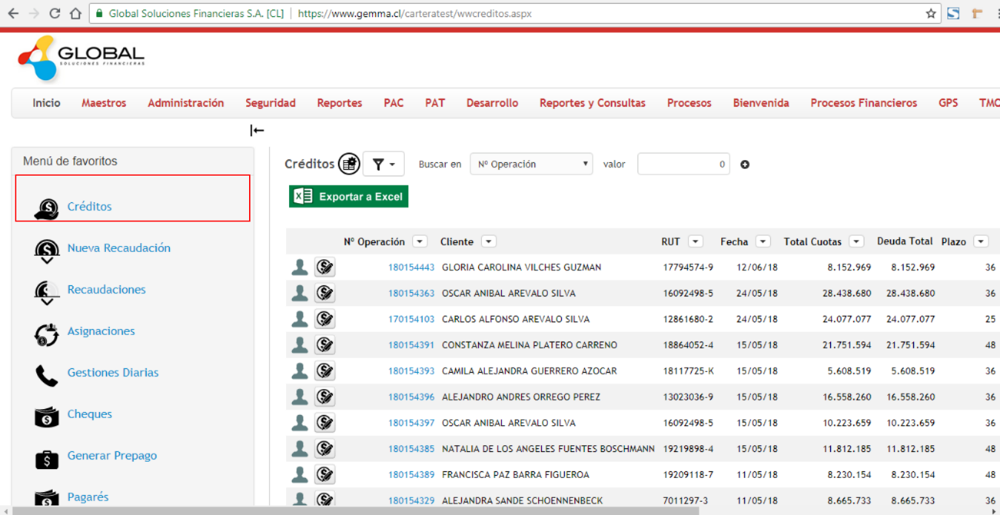 Global Soluciones Financieras S.A. [CL] | https://www.gemma.cl/carteratest/wwcreditos.aspx
GLOBAL
SOLUCIONES FINANCIERAS
Inicio Maestros Administración Seguridad Reportes PAC PAT Desarrollo Reportes y Consultas Procesos Bienvenida Procesos Financieros GPS TMO
Menú de favoritos
Créditos
Nueva Recaudación
Recaudaciones
Asignaciones
Gestiones Diarias
Cheques
Generar Prepago
Pagarés
Créditos Buscar en Nº Operación valor 0
Exportar a Excel
Nº Operación Cliente RUT Fecha Total Cuotas Deuda Total Plazo
180154443 GLORIA CAROLINA VILCHES GUZMAN 17794574-9 12/06/18 8.152.969 8.152.969 36
180154363 OSCAR ANIBAL AREVALO SILVA 16092498-5 24/05/18 28.438.680 28.438.680 36
170154103 CARLOS ALFONSO AREVALO SILVA 12861680-2 24/05/18 24.077.077 24.077.077 25
180154391 CONSTANZA MELINA PLATERO CARRENO 18864052-4 15/05/18 21.751.594 21.751.594 48
180154393 CAMILA ALEJANDRA GUERRERO AZOCAR 18117725-K 15/05/18 5.608.519 5.608.519 36
180154396 ALEJANDRO ANDRES ORREGO PEREZ 13023036-9 15/05/18 16.558.260 16.558.260 36
180154397 OSCAR ANIBAL AREVALO SILVA 16092498-5 15/05/18 10.223.659 10.223.659 36
180154385 NATALIA DE LOS ANGELES FUENTES BOSCHMANN 19219898-4 15/05/18 11.812.185 11.812.185 48
180154389 FRANCISCA PAZ BARRA FIGUEROA 19209118-7 11/05/18 8.230.154 8.230.154 48
180154329 ALEJANDRA SANDE SCHOENNENBECK 7011297-3 11/05/18 8.665.733 8.665.733 36